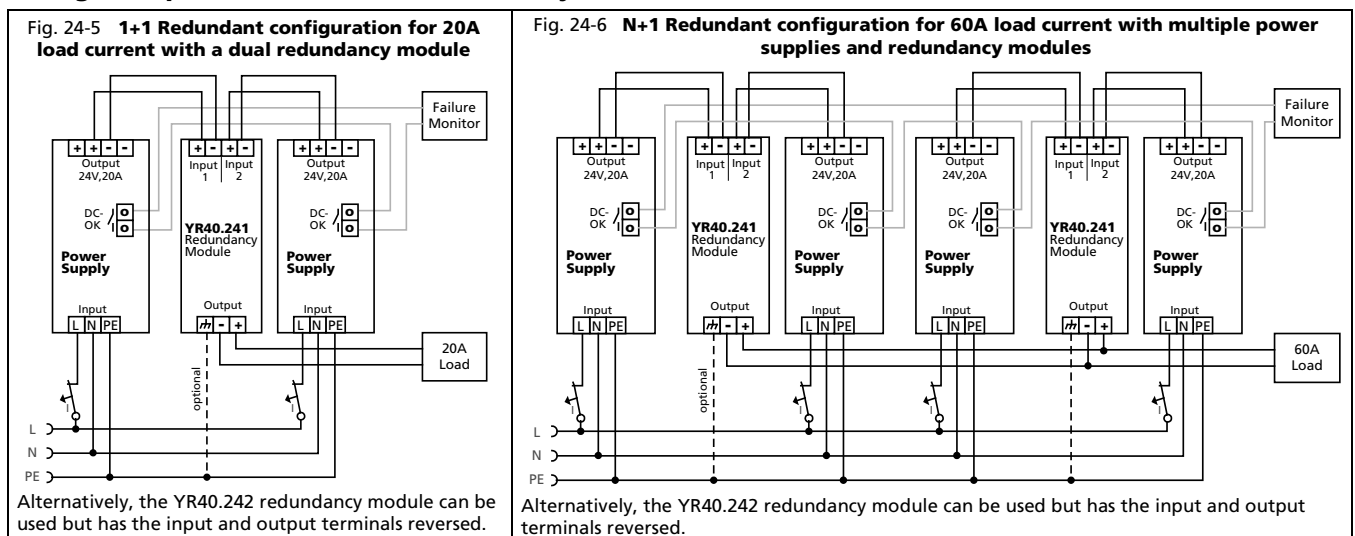 Fig. 24-5 1+1 Redundant configuration for 20A
load current with a dual redundancy module
Failure
Monitor
+ + - -
Output
24V,20A
DC-
OK
Power
Supply
Input
L N PE
+ - + -
Input Input
1 2
YR40.241
Redundancy
Module
Output
- +
+ + - -
Output
24V,20A
DC-
OK
Power
Supply
Input
L N PE
20A
Load
optional
I
I
L
N
PE
Alternatively, the YR40.242 redundancy module can be
used but has the input and output terminals reversed.
Fig. 24-6 N+1 Redundant configuration for 60A load current with multiple power
supplies and redundancy modules
Failure
Monitor
+ + - -
Output
24V,20A
DC-
OK
Power
Supply
Input
L N PE
+ - + -
Input Input
1 2
YR40.241
Redundancy
Module
Output
- +
+ + - -
Output
24V,20A
DC-
OK
Power
Supply
Input
L N PE
+ + - -
Output
24V,20A
DC-
OK
Power
Supply
Input
L N PE
+ - + -
Input Input
1 2
YR40.241
Redundancy
Module
Output
- +
+ + - -
Output
24V,20A
DC-
OK
Power
Supply
Input
L N PE
60A
Load
optional
optional
I
I
I
I
L
N
PE
Alternatively, the YR40.242 redundancy module can be used but has the input and output
terminals reversed.